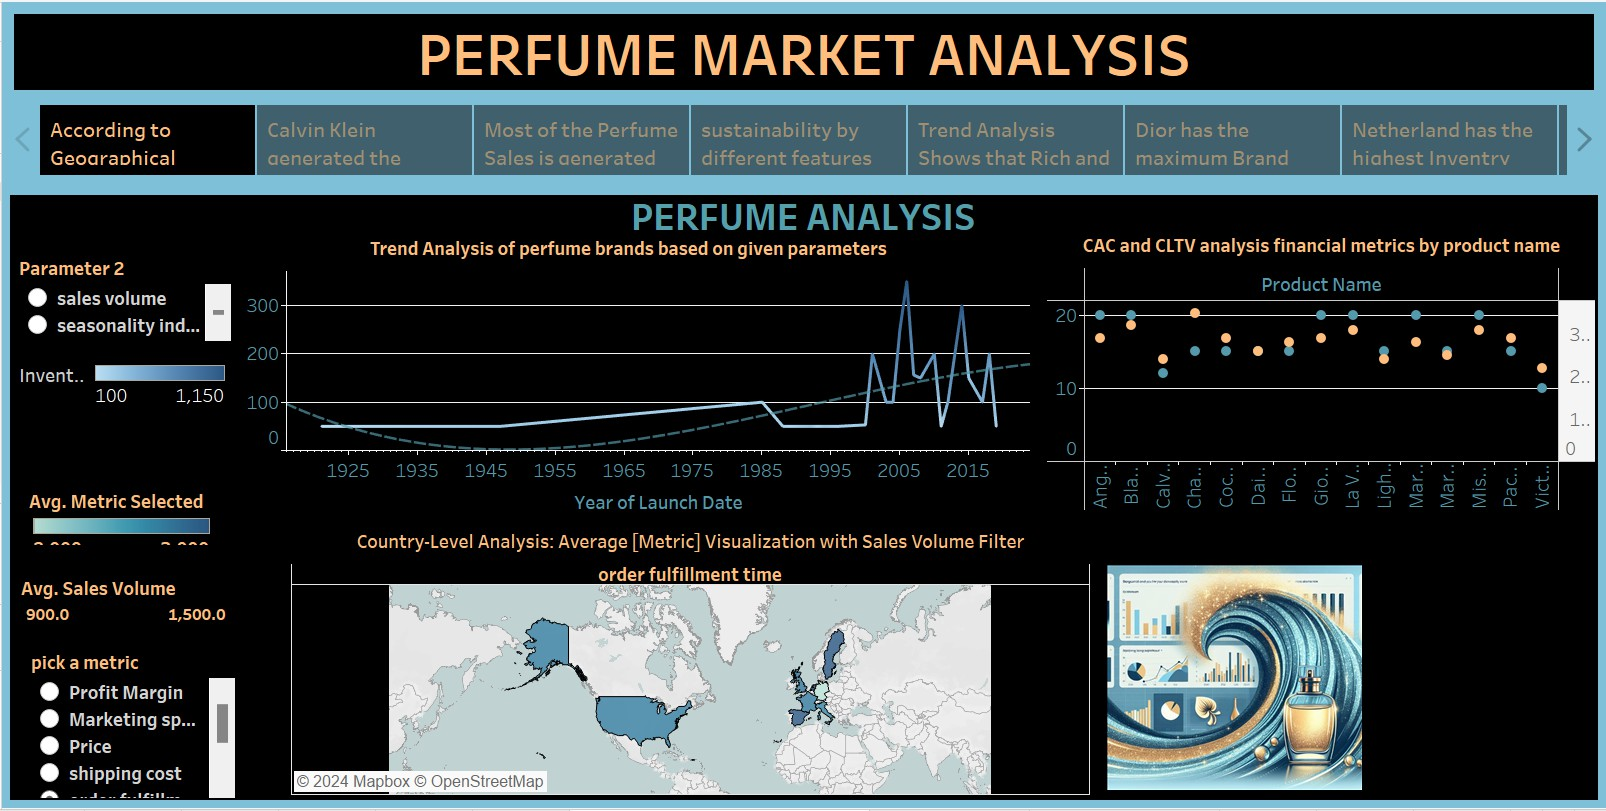 PERFUME MARKET ANALYSIS
According to
Geographical
Calvin Klein
generated the
Most of the Perfume
Sales is generated
sustainability by
different features
Trend Analysis
Shows that Rich and
Dior has the
maximum Brand
Netherland has the
highest Inventry
PERFUME ANALYSIS
Parameter 2
sales volume
seasonality ind...
Invent..
100 1,150
Trend Analysis of perfume brands based on given parameters
300
200
100
0
1925 1935 1945 1955 1965 1975 1985 1995 2005 2015
Year of Launch Date
CAC and CLTV analysis financial metrics by product name
Product Name
20
10
0
3..
2..
1..
0
Ang..
Bla..
Calv..
Cha..
Coc..
Dai..
Flo..
Gio..
La V..
Ligh..
Mar..
Mar..
Mis..
Pac..
Vict..
Avg. Metric Selected
Avg. Sales Volume
900.0 1,500.0
pick a metric
Profit Margin
Marketing sp...
Price
shipping cost
Country-Level Analysis: Average [Metric] Visualization with Sales Volume Filter
order fulfillment time
© 2024 Mapbox © OpenStreetMap